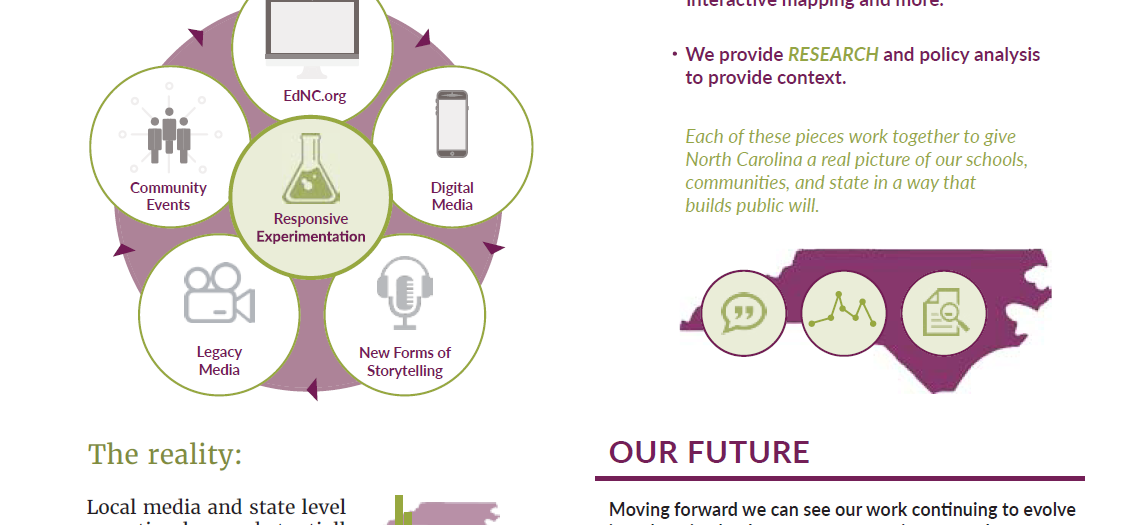 EdNC.org
Community
Events
Digital
Media
Responsive
Experimentation
Legacy
Media
New Forms of
Storytelling
The reality:
Local media and state level
interactive mapping and more.
• We provide RESEARCH and policy analysis
to provide context.
Each of these pieces work together to give
North Carolina a real picture of our schools,
communities, and state in a way that
builds public will.
OUR FUTURE
Moving forward we can see our work continuing to evolve